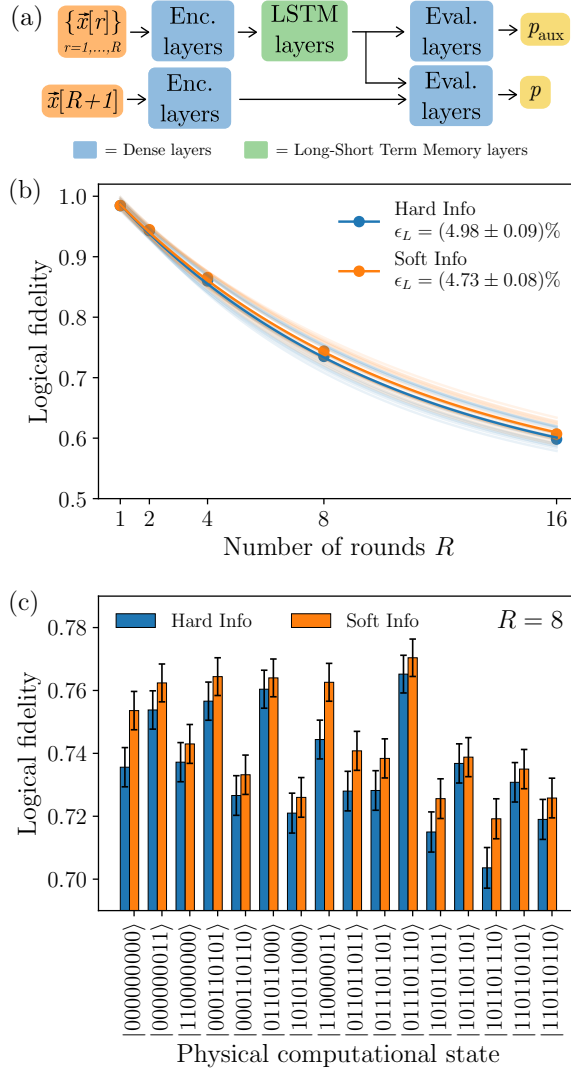 (a)
{x⃗[r]}
r=1,...,R
Enc. layers
LSTM layers
Eval. layers
p_aux
x⃗[R+1]
Enc. layers
Eval. layers
p
= Dense layers
= Long-Short Term Memory layers
(b)
Logical fidelity
1.0
0.9
0.8
0.7
0.6
0.5
Hard Info
ϵ_L = (4.98 ± 0.09)%
Soft Info
ϵ_L = (4.73 ± 0.08)%
1 2 4 8 16
Number of rounds R
(c)
Hard Info
Soft Info
R = 8
Logical fidelity
0.78
0.76
0.74
0.72
0.70
|000000000⟩
|000000011⟩
|110000000⟩
|000110101⟩
|000110110⟩
|011011000⟩
|101011000⟩
|110000011⟩
|011011011⟩
|011101101⟩
|011101110⟩
|101011011⟩
|101101101⟩
|101101110⟩
|110110101⟩
|110110110⟩
Physical computational state